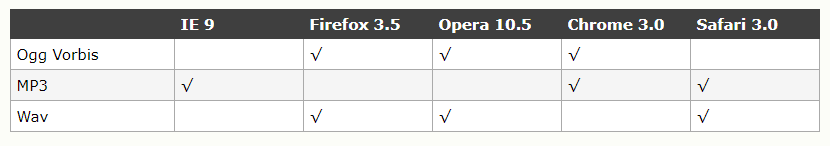 IE 9 Firefox 3.5 Opera 10.5 Chrome 3.0 Safari 3.0
Ogg Vorbis √ √ √
MP3 √ √ √
Wav √ √ √